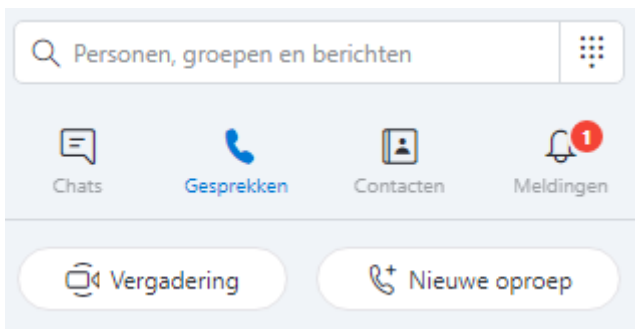 Personen, groepen en berichten
1
Chats Gesprekken Contacten Meldingen
Vergadering Nieuwe oproep